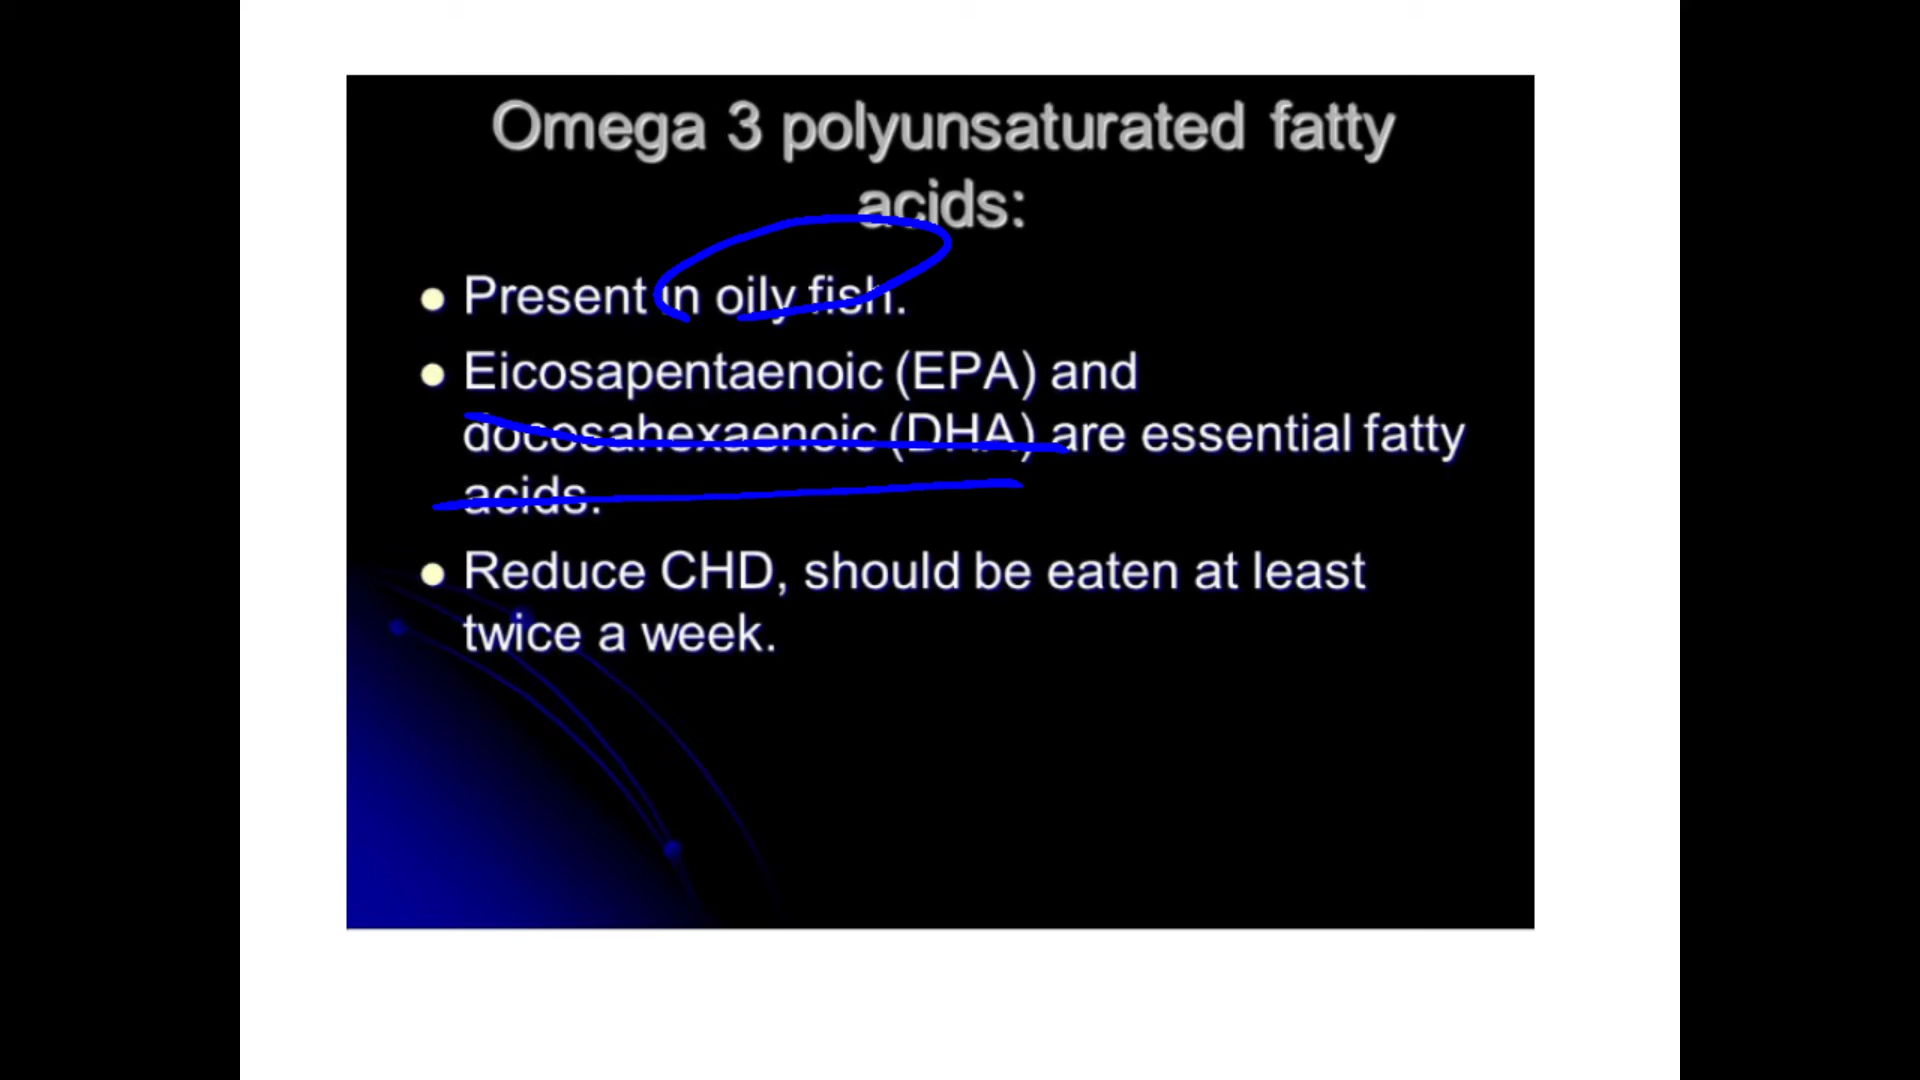 Omega 3 polyunsaturated fatty
acids:
Present in oily fish.
Eicosapentaenoic (EPA) and
docosahexaenoic (DHA) are essential fatty
acids.
Reduce CHD, should be eaten at least
twice a week.